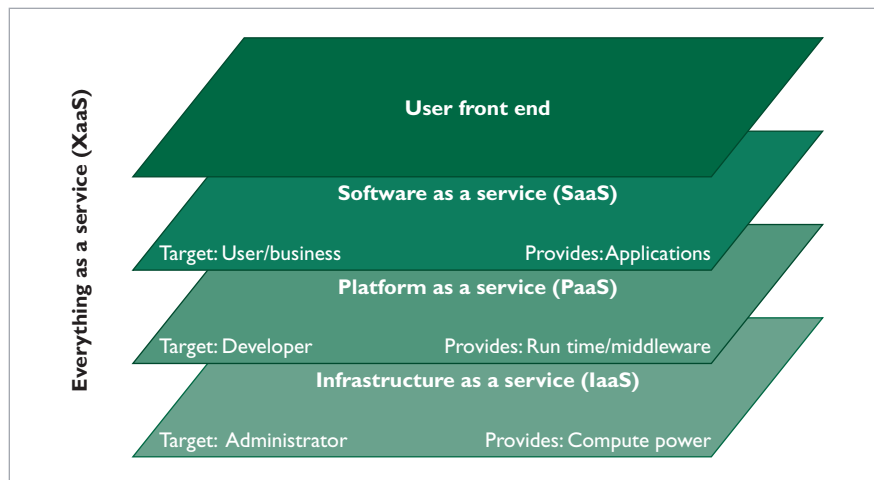 Everything as a service (XaaS)
User front end
Software as a service (SaaS)
Target: User/business Provides: Applications
Platform as a service (PaaS)
Target: Developer Provides: Run time/middleware
Infrastructure as a service (IaaS)
Target: Administrator Provides: Compute power